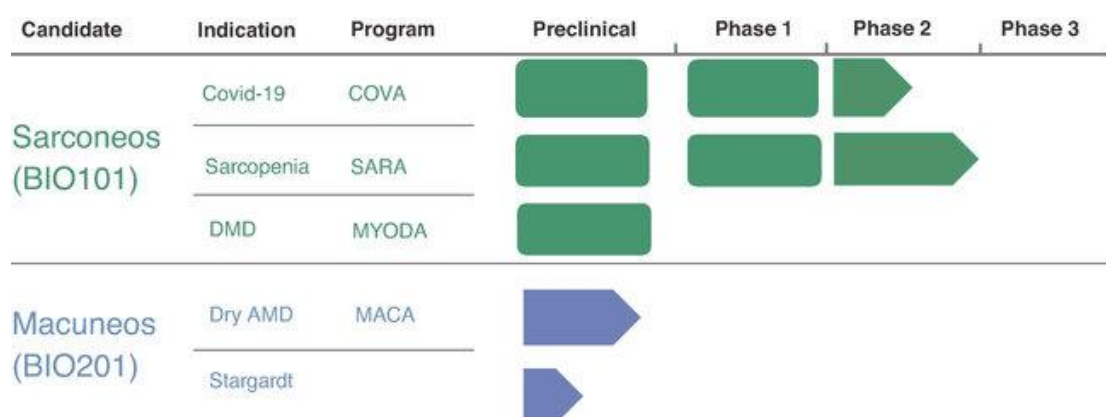 Candidate Indication Program Preclinical Phase 1 Phase 2 Phase 3
Sarconeos
(BIO101)
Covid-19 COVA
Sarcopenia SARA
DMD MYODA
Macuneos
(BIO201)
Dry AMD MACA
Stargardt